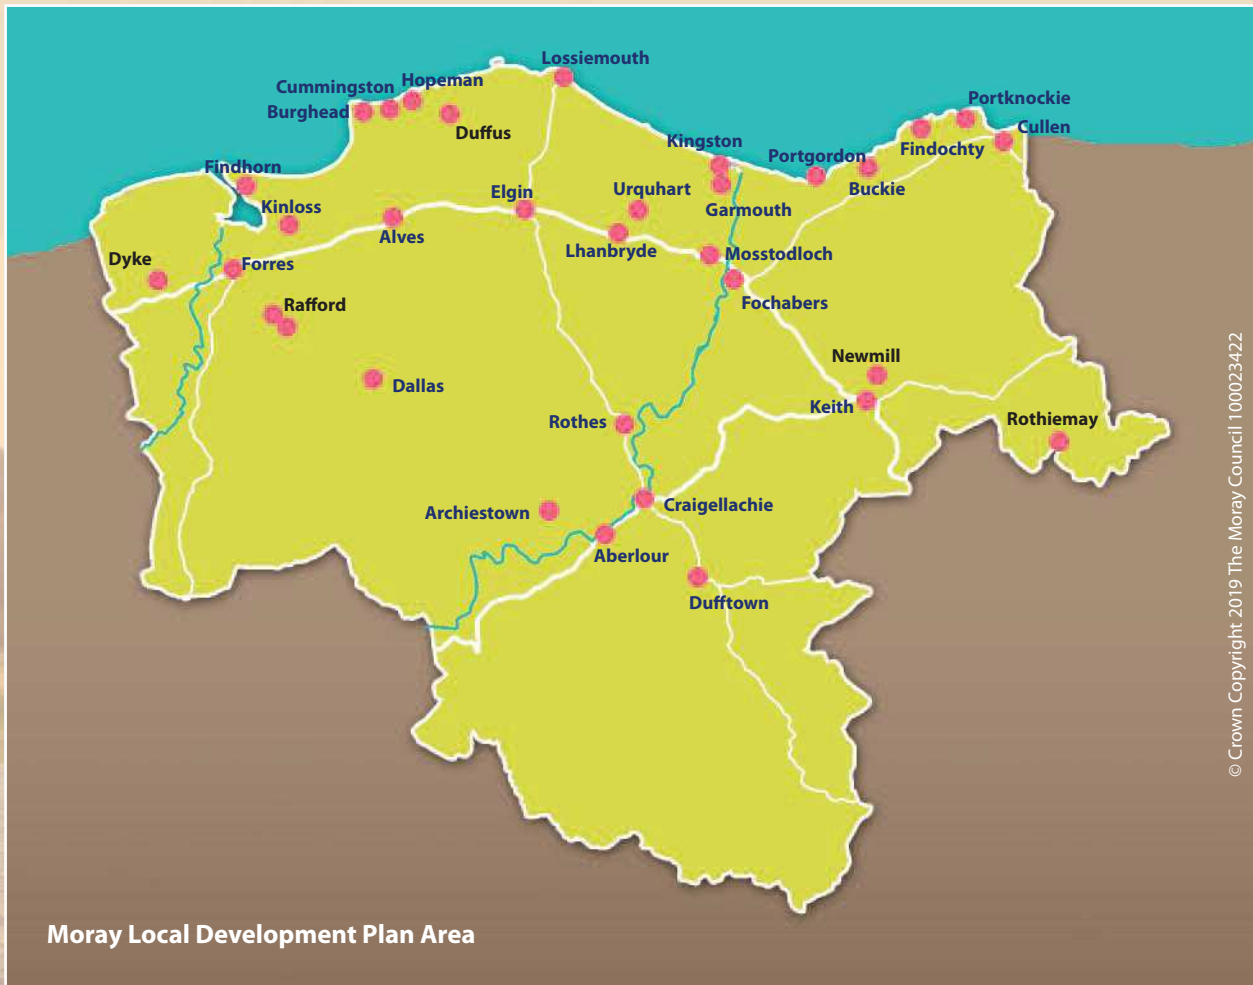 Lossiemouth
Hopeman
Cummingston
Burghead
Duffus
Portknockie
Cullen
Findochty
Kingston
Portgordon
Buckie
Findhorn
Kinloss
Elgin
Urquhart
Garmouth
Alves
Lhanbryde
Mosstodloch
Dyke
Forres
Fochabers
Rafford
Newmill
Dallas
Keith
Rothes
Rothiemay
Archiestown
Craigellachie
Aberlour
Dufftown
© Crown Copyright 2019 The Moray Council 100023422
Moray Local Development Plan Area